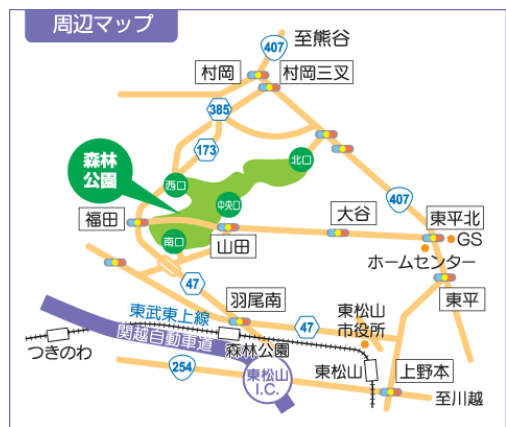 周辺マップ
407
至熊谷
村岡
村岡三叉
385
173
森林
公園
北口
西口
中央口
407
福田
大谷
東平北
南口
山田
GS
ホームセンター
47
羽尾南
東平
東武東上線
47
東松山
市役所
関越自動車道
つきのわ
森林公園
254
東松山
I.C.
東松山
上野本
至川越